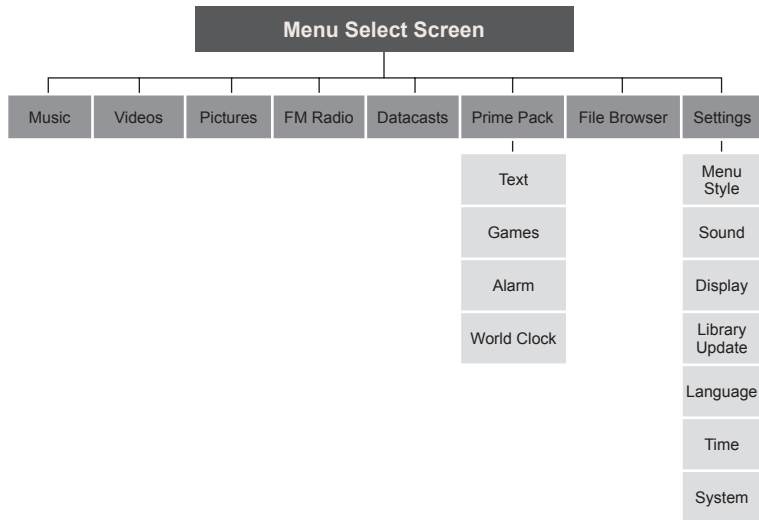 Menu Select Screen
Music
Videos
Pictures
FM Radio
Datacasts
Prime Pack
File Browser
Settings
Text
Games
Alarm
World Clock
Menu
Style
Sound
Display
Library
Update
Language
Time
System